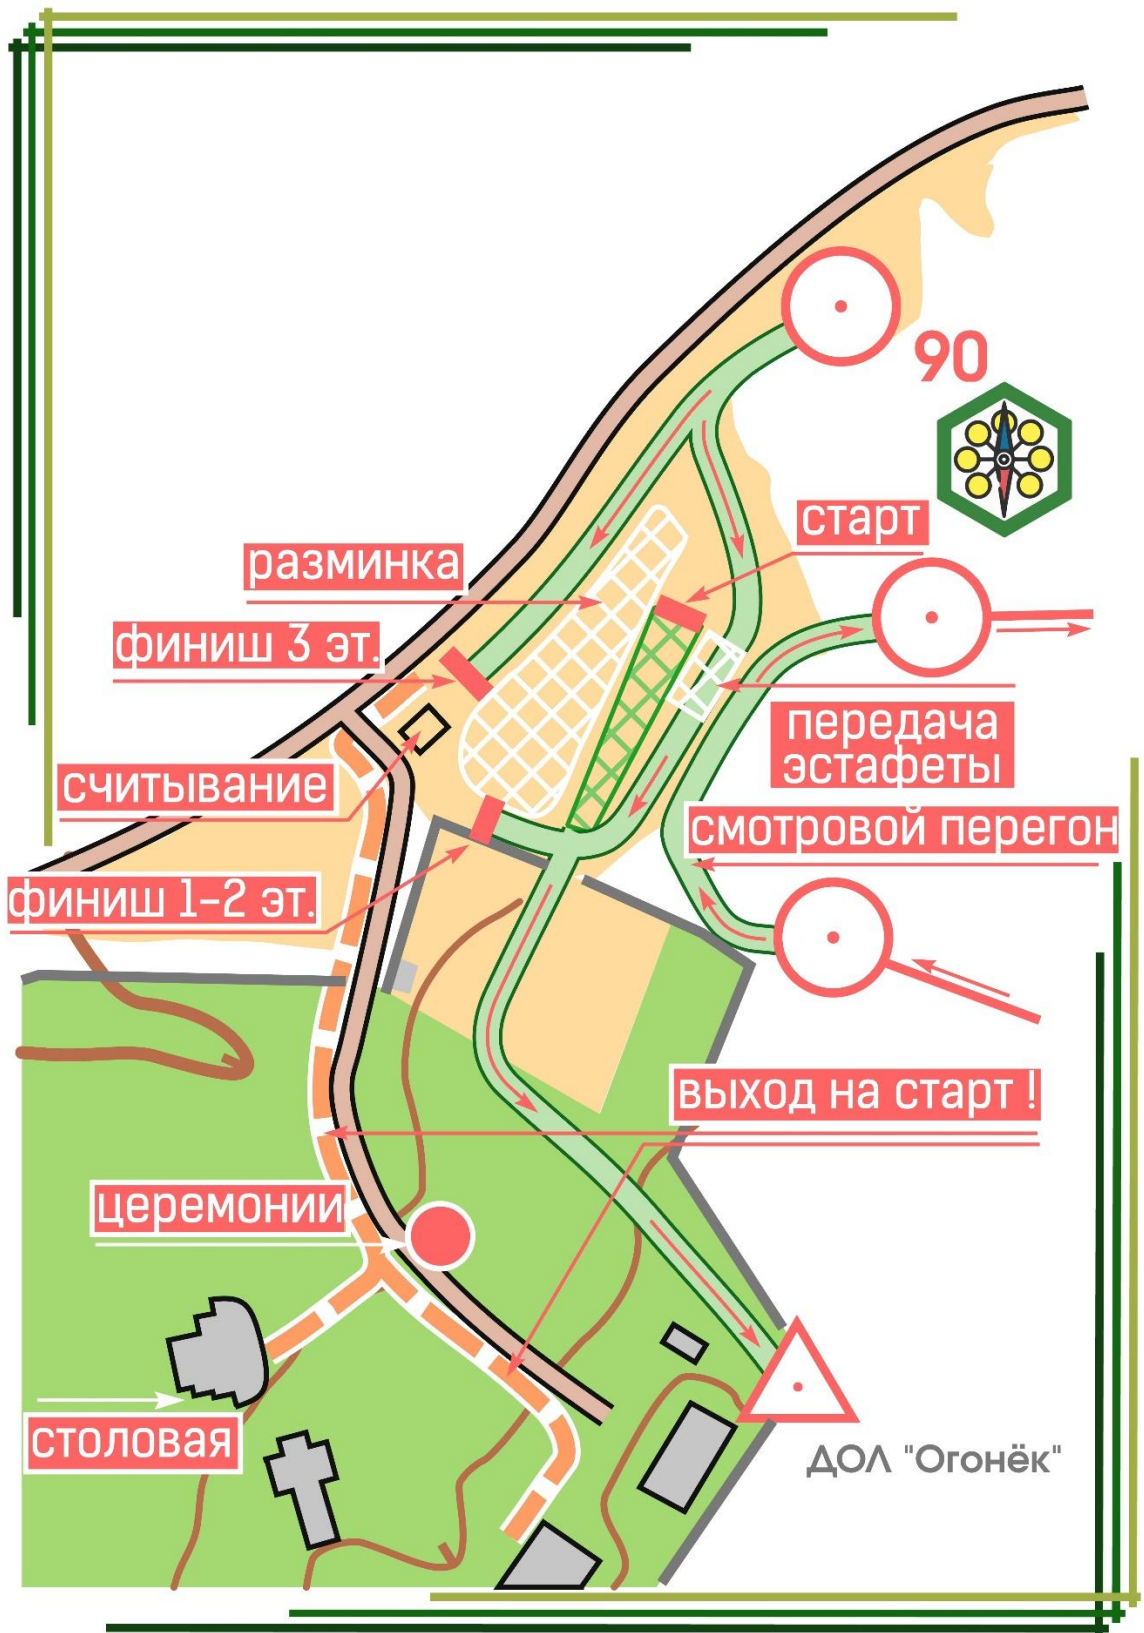 90
старт
разминка
финиш 3 эт.
передача
эстафеты
считывание
смотровой перегон
финиш 1-2 эт.
выход на старт !
церемонии
столовая
ДОЛ "Огонёк"